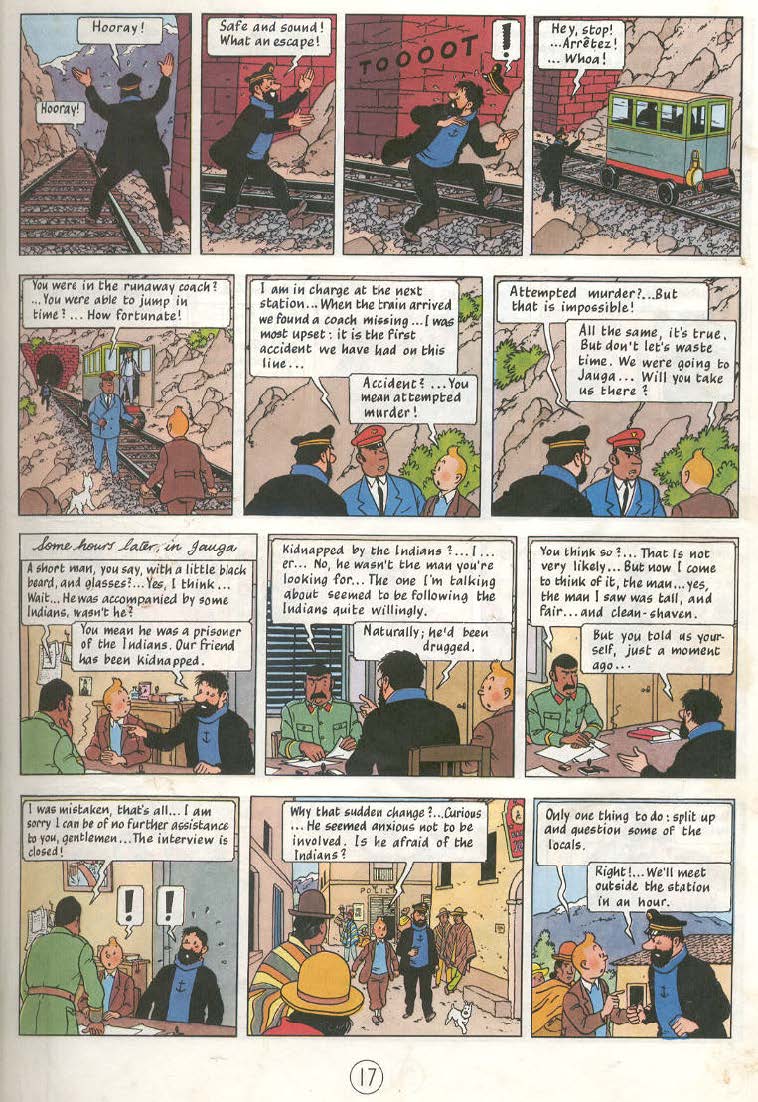 Hooray!
Hooray!
Safe and sound!
What an escape!
TOOOOT
!
Hey, stop!
...Arrêtez!
... Whoa!
You were in the runaway coach?
...You were able to jump in
time? ... How fortunate!
I am in charge at the next
station... When the train arrived
we found a coach missing ... I was
most upset: it is the first
accident we have had on this
line...
Accident? ... You
mean attempted
murder!
Attempted murder?...But
that is impossible!
All the same, it's true.
But don't let's waste
time. We were going to
Jauga... Will you take
us there?
Some hours later, in Jauga
A short man, you say, with a little black
beard, and glasses?...Yes, I think...
Wait... He was accompanied by some
Indians, wasn't he?
You mean he was a prisoner
of the Indians. Our friend
has been kidnapped.
Kidnapped by the Indians?...I...
er... No, he wasn't the man you're
looking for... The one I'm talking
about seemed to be following the
Indians quite willingly.
Naturally; he'd been
drugged.
You think so?... That is not
very likely... But now I come
to think of it, the man...yes,
the man I saw was tall, and
fair...and clean-shaven.
But you told us your-
self, just a moment
ago...
I was mistaken, that's all... I am
sorry I can be of no further assistance
to you, gentlemen... The interview is
closed!
!
!
Why that sudden change?...Curious
... He seemed anxious not to be
involved. Is he afraid of the
Indians?
POLICI
Only one thing to do: split up
and question some of the
locals.
Right!... We'll meet
outside the station
in an hour.
17